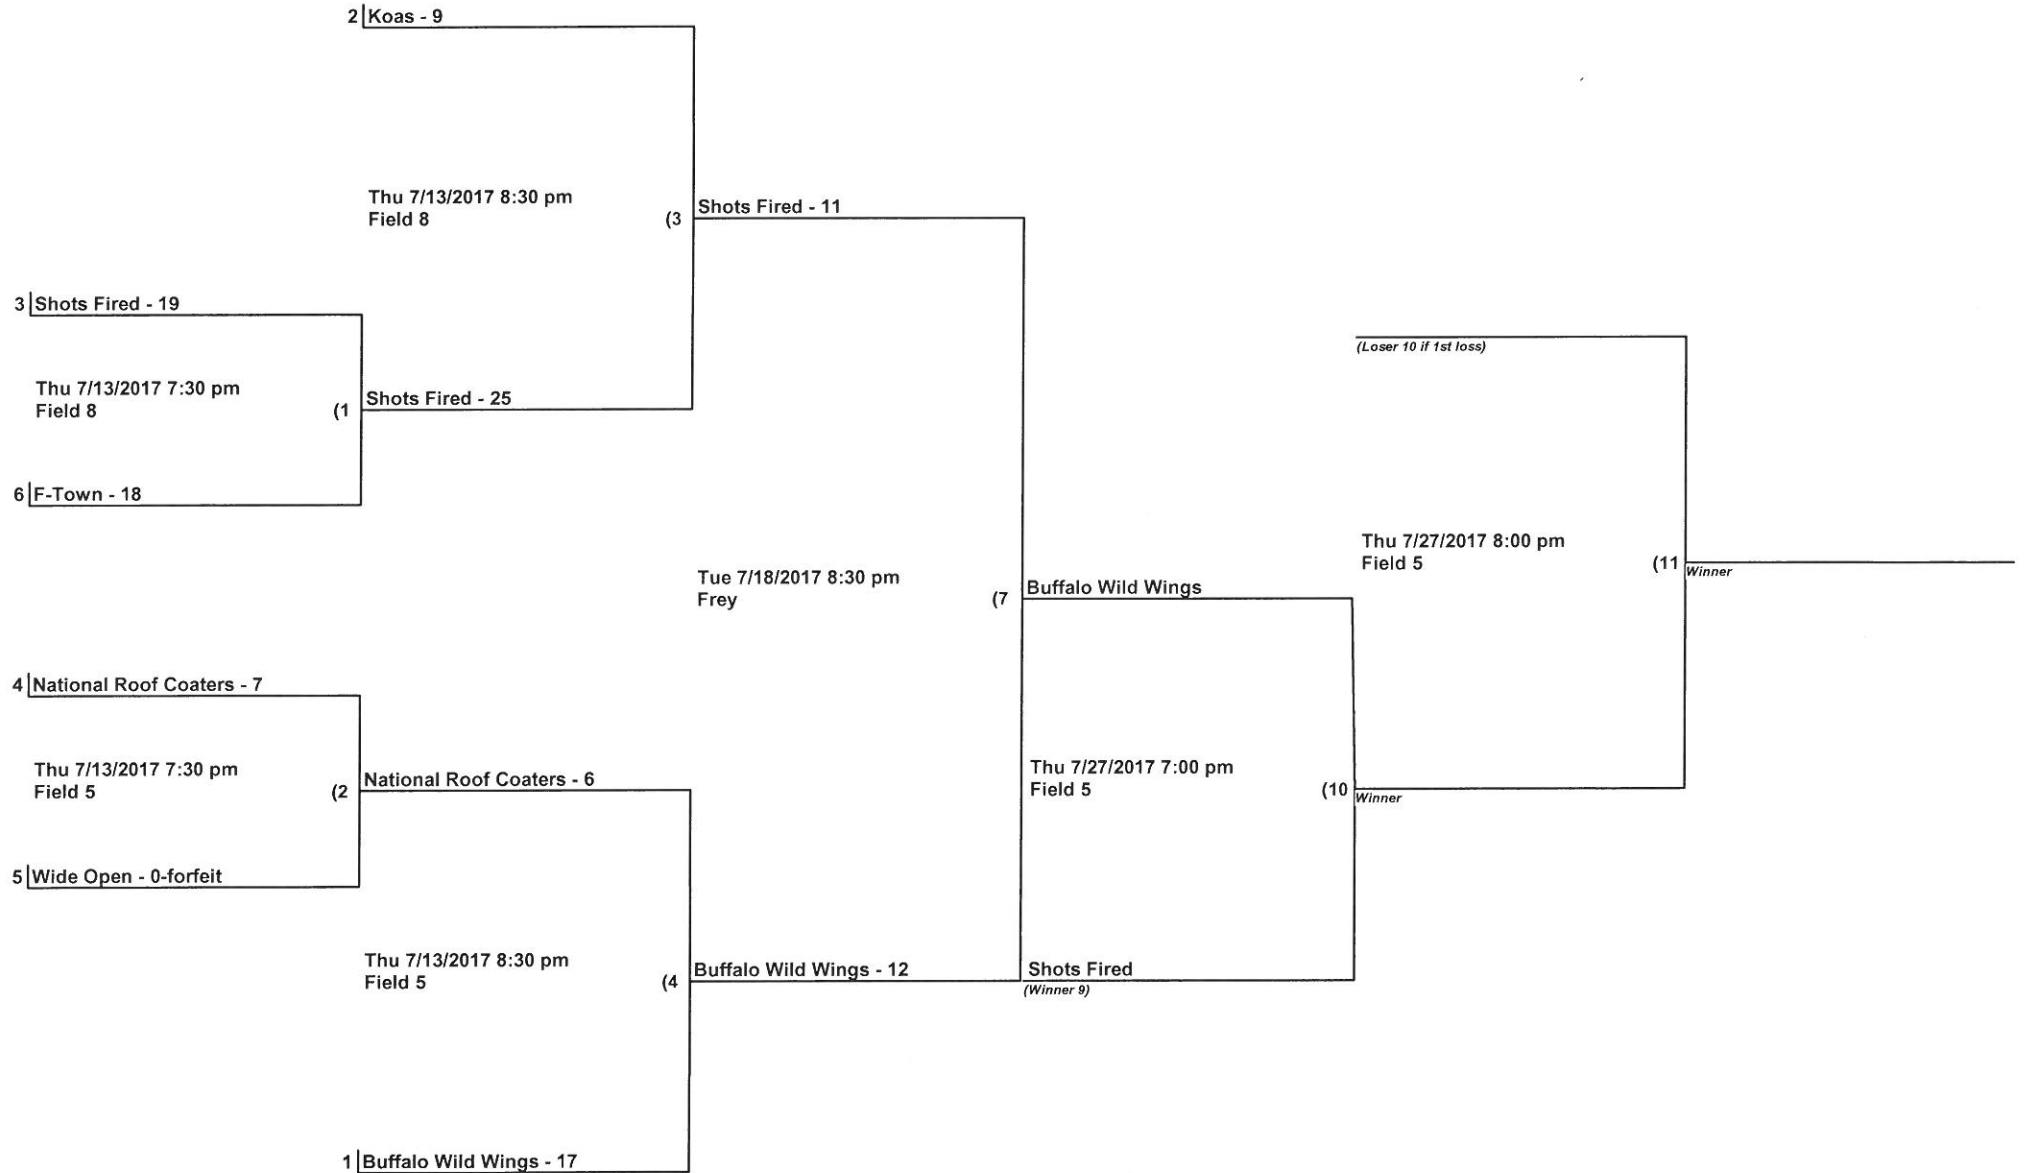 2 Koas - 9
Thu 7/13/2017 8:30 pm
Field 8
(3
Shots Fired - 11
3 Shots Fired - 19
Thu 7/13/2017 7:30 pm
Field 8
(1
Shots Fired - 25
6 F-Town - 18
(Loser 10 if 1st loss)
Thu 7/27/2017 8:00 pm
Field 5
(11
Winner
Tue 7/18/2017 8:30 pm
Frey
(7
Buffalo Wild Wings
4 National Roof Coaters - 7
Thu 7/13/2017 7:30 pm
Field 5
(2
National Roof Coaters - 6
5 Wide Open - 0-forfeit
Thu 7/27/2017 7:00 pm
Field 5
(10
Winner
Thu 7/13/2017 8:30 pm
Field 5
(4
Buffalo Wild Wings - 12
Shots Fired
(Winner 9)
1 Buffalo Wild Wings - 17